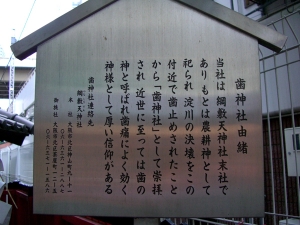 歯神社由緒
当社は 綱敷天神社末社で
あり もとは農耕神として
祀られ 淀川の決壊をこの
付近で歯止めされたこと
から「歯神社」として崇拝
され 近世に至っては歯の
神と呼ばれ歯痛によく効く
神様として厚い信仰がある
歯神社連絡先
綱敷天神社